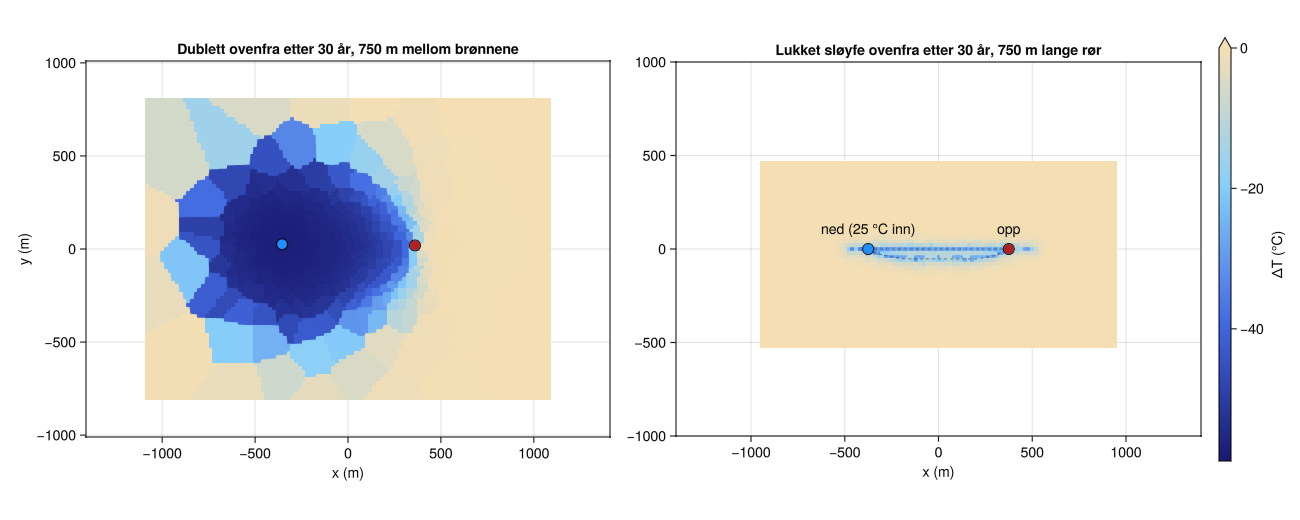 Dublett ovenfra etter 30 år, 750 m mellom brønnene
1000
500
0
−500
−1000
y (m)
−1000
−500
0
500
1000
x (m)
Lukket sløyfe ovenfra etter 30 år, 750 m lange rør
1000
500
0
−500
−1000
ned (25 °C inn)
opp
−1000
−500
0
500
1000
x (m)
0
−20
−40
ΔT (°C)